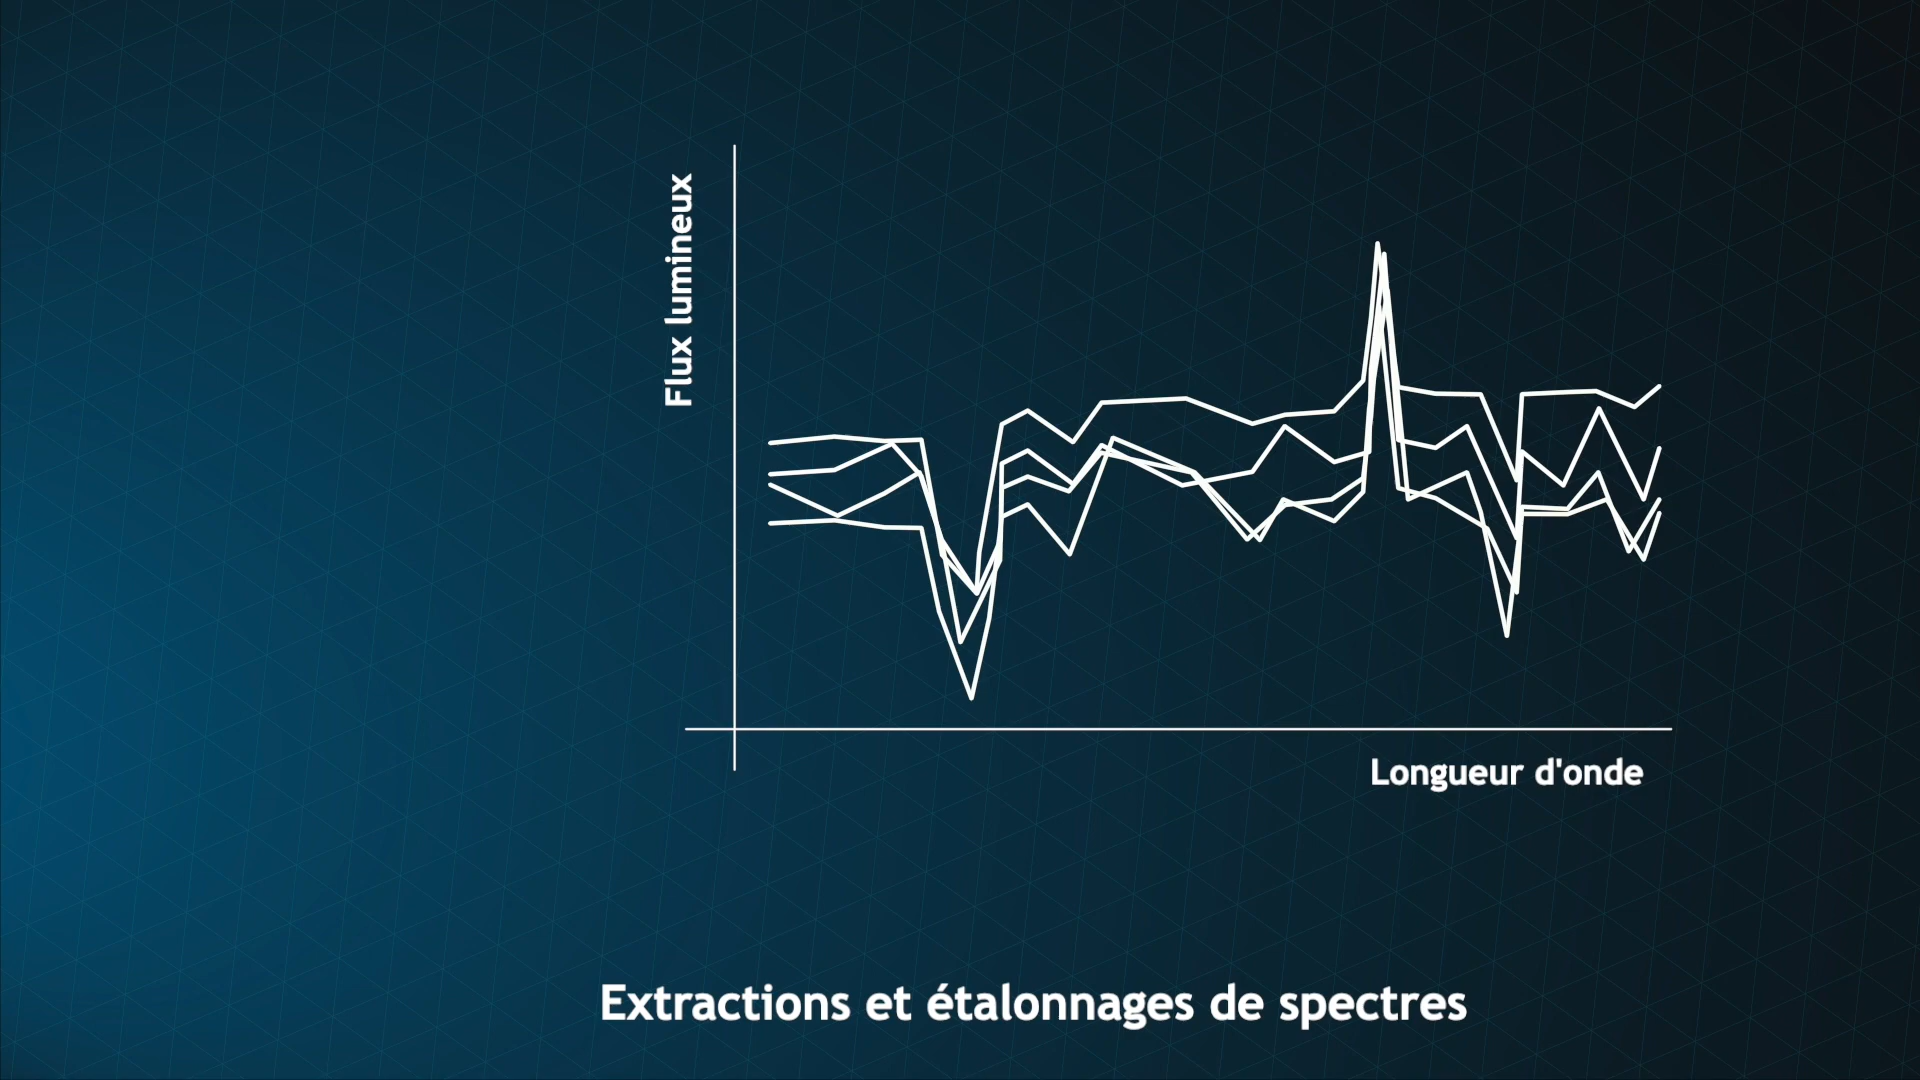 Flux lumineux
Longueur d'onde
Extractions et étalonnages de spectres